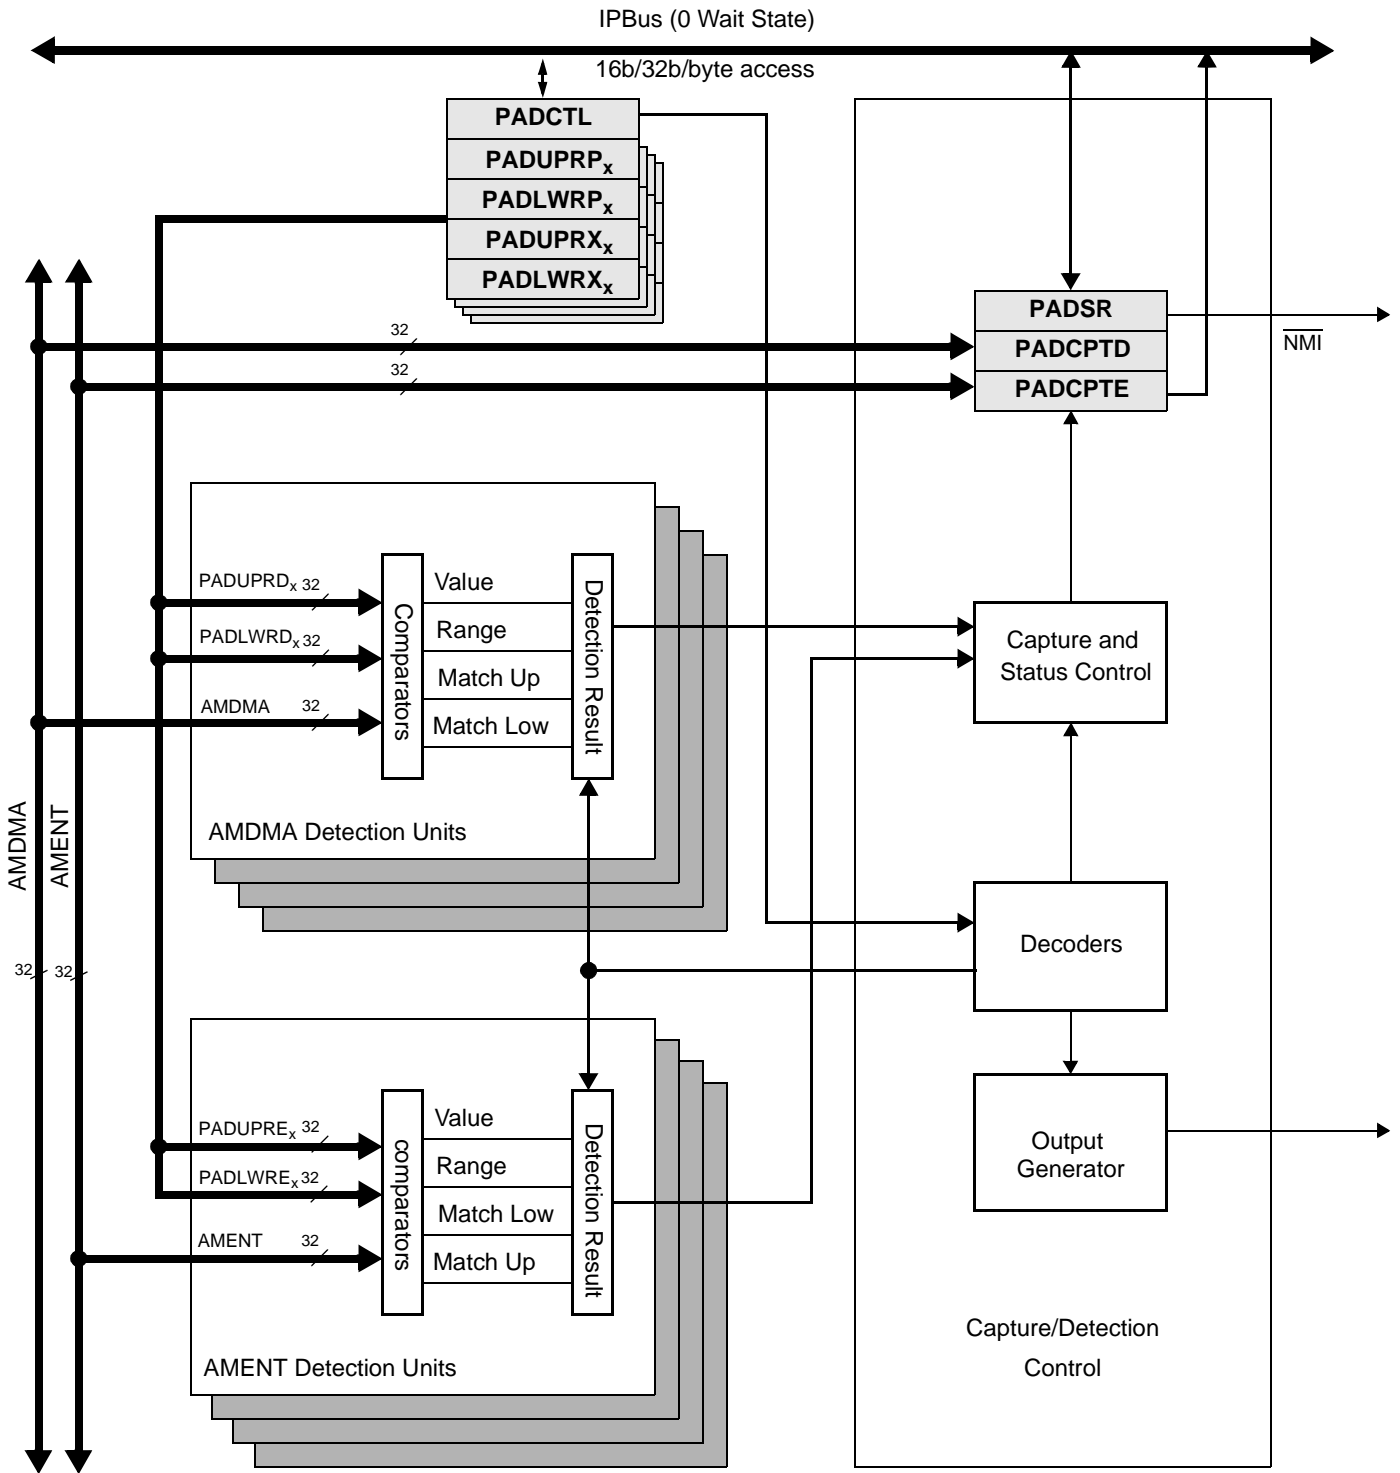 IPBus (0 Wait State)
16b/32b/byte access
PADCTL
PADUPRPx
PADLWRPx
PADUPRXx
PADLWRXx
PADSR
PADCPTD
PADCPTE
NMI
32
32
PADUPRDx 32
PADLWRDx 32
AMDMA 32
Comparators
Value
Range
Match Up
Match Low
Detection Result
AMDMA Detection Units
Capture and
Status Control
AMDMA
AMENT
32
32
Decoders
PADUPREx 32
PADLWREx 32
AMENT 32
comparators
Value
Range
Match Low
Match Up
Detection Result
AMENT Detection Units
Output
Generator
Capture/Detection
Control